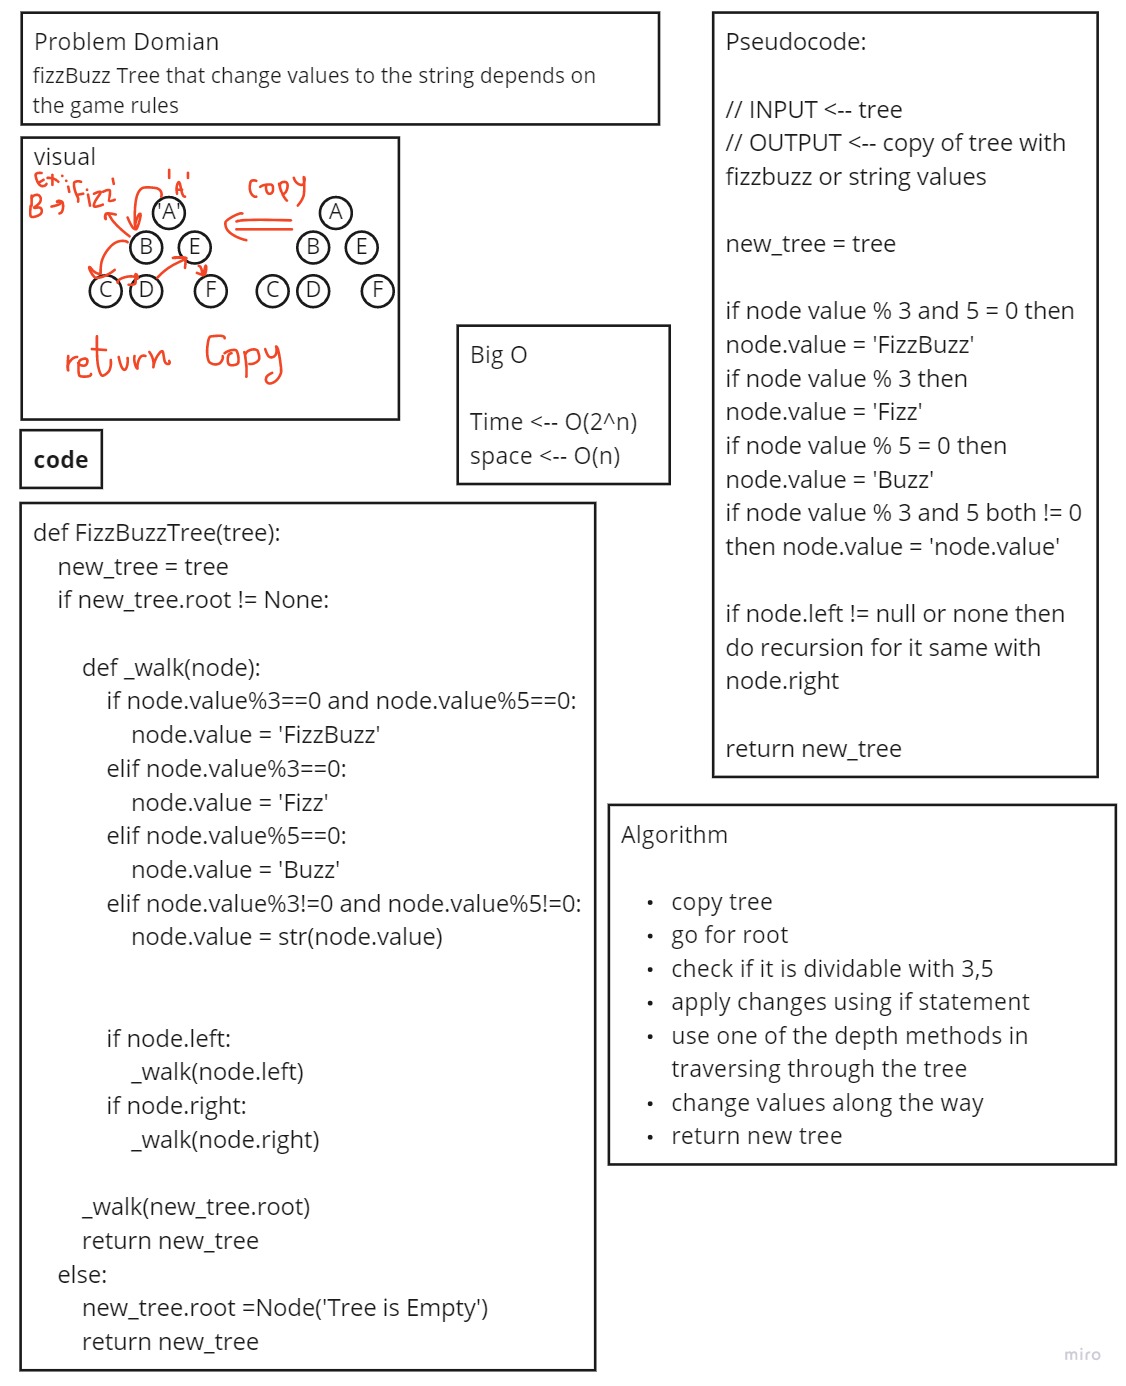 Problem Domian
fizzBuzz Tree that change values to the string depends on
the game rules
visual
Ex:
B → 'Fizz'
'A'
copy
'A'
A
B
E
B
E
C
D
F
C
D
F
return Copy
Big O
Time <-- O(2^n)
space <-- O(n)
code
def FizzBuzzTree(tree):
new_tree = tree
if new_tree.root != None:
def _walk(node):
if node.value%3==0 and node.value%5==0:
node.value = 'FizzBuzz'
elif node.value%3==0:
node.value = 'Fizz'
elif node.value%5==0:
node.value = 'Buzz'
elif node.value%3!=0 and node.value%5!=0:
node.value = str(node.value)
if node.left:
_walk(node.left)
if node.right:
_walk(node.right)
_walk(new_tree.root)
return new_tree
else:
new_tree.root =Node('Tree is Empty')
return new_tree
Pseudocode:
// INPUT <-- tree
// OUTPUT <-- copy of tree with
fizzbuzz or string values
new_tree = tree
if node value % 3 and 5 = 0 then
node.value = 'FizzBuzz'
if node value % 3 then
node.value = 'Fizz'
if node value % 5 = 0 then
node.value = 'Buzz'
if node value % 3 and 5 both != 0
then node.value = 'node.value'
if node.left != null or none then
do recursion for it same with
node.right
return new_tree
Algorithm
• copy tree
• go for root
• check if it is dividable with 3,5
• apply changes using if statement
• use one of the depth methods in
traversing through the tree
• change values along the way
• return new tree
miro